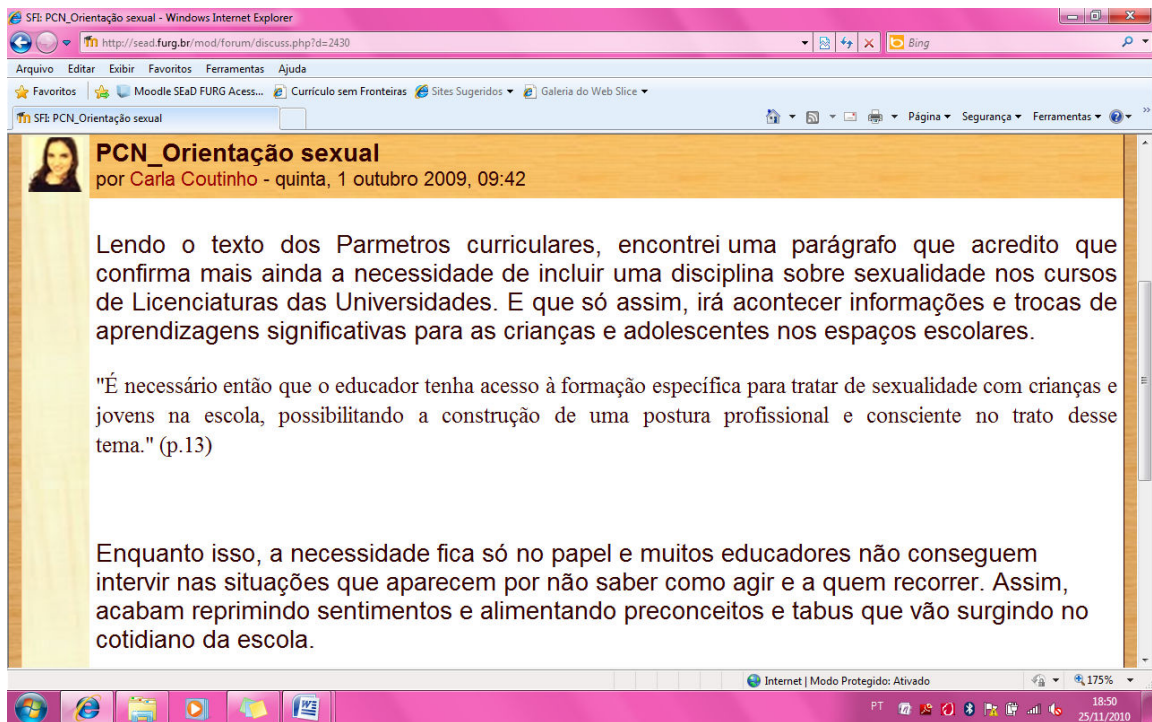 SFI: PCN_Orientação sexual - Windows Internet Explorer
http://sead.furg.br/mod/forum/discuss.php?d=2430
Bing
Arquivo Editar Exibir Favoritos Ferramentas Ajuda
Favoritos Moodle SEaD FURG Acess... Currículo sem Fronteiras Sites Sugeridos Galeria do Web Slice
SFI: PCN_Orientação sexual
Página Segurança Ferramentas
PCN_Orientação sexual
por Carla Coutinho - quinta, 1 outubro 2009, 09:42
Lendo o texto dos Parmetros curriculares, encontrei uma parágrafo que acredito que
confirma mais ainda a necessidade de incluir uma disciplina sobre sexualidade nos cursos
de Licenciaturas das Universidades. E que só assim, irá acontecer informações e trocas de
aprendizagens significativas para as crianças e adolescentes nos espaços escolares.
"É necessário então que o educador tenha acesso à formação específica para tratar de sexualidade com crianças e
jovens na escola, possibilitando a construção de uma postura profissional e consciente no trato desse
tema." (p.13)
Enquanto isso, a necessidade fica só no papel e muitos educadores não conseguem
intervir nas situações que aparecem por não saber como agir e a quem recorrer. Assim,
acabam reprimindo sentimentos e alimentando preconceitos e tabus que vão surgindo no
cotidiano da escola.
Internet | Modo Protegido: Ativado
175%
PT
18:50
25/11/2010